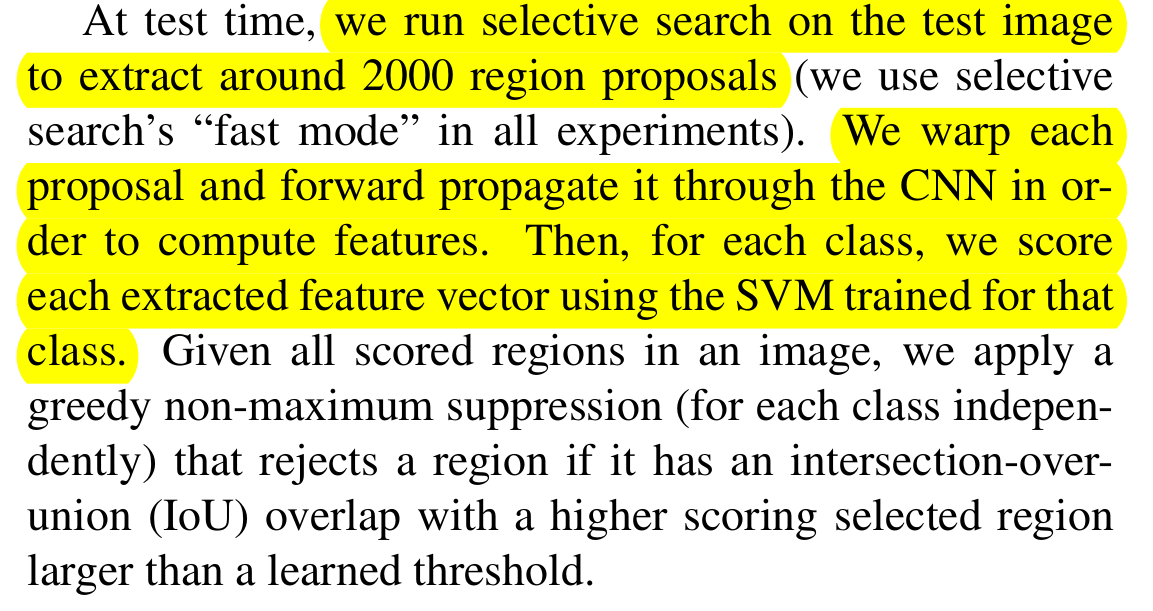 At test time, we run selective search on the test image
to extract around 2000 region proposals (we use selective
search’s “fast mode” in all experiments). We warp each
proposal and forward propagate it through the CNN in or-
der to compute features. Then, for each class, we score
each extracted feature vector using the SVM trained for that
class. Given all scored regions in an image, we apply a
greedy non-maximum suppression (for each class indepen-
dently) that rejects a region if it has an intersection-over-
union (IoU) overlap with a higher scoring selected region
larger than a learned threshold.